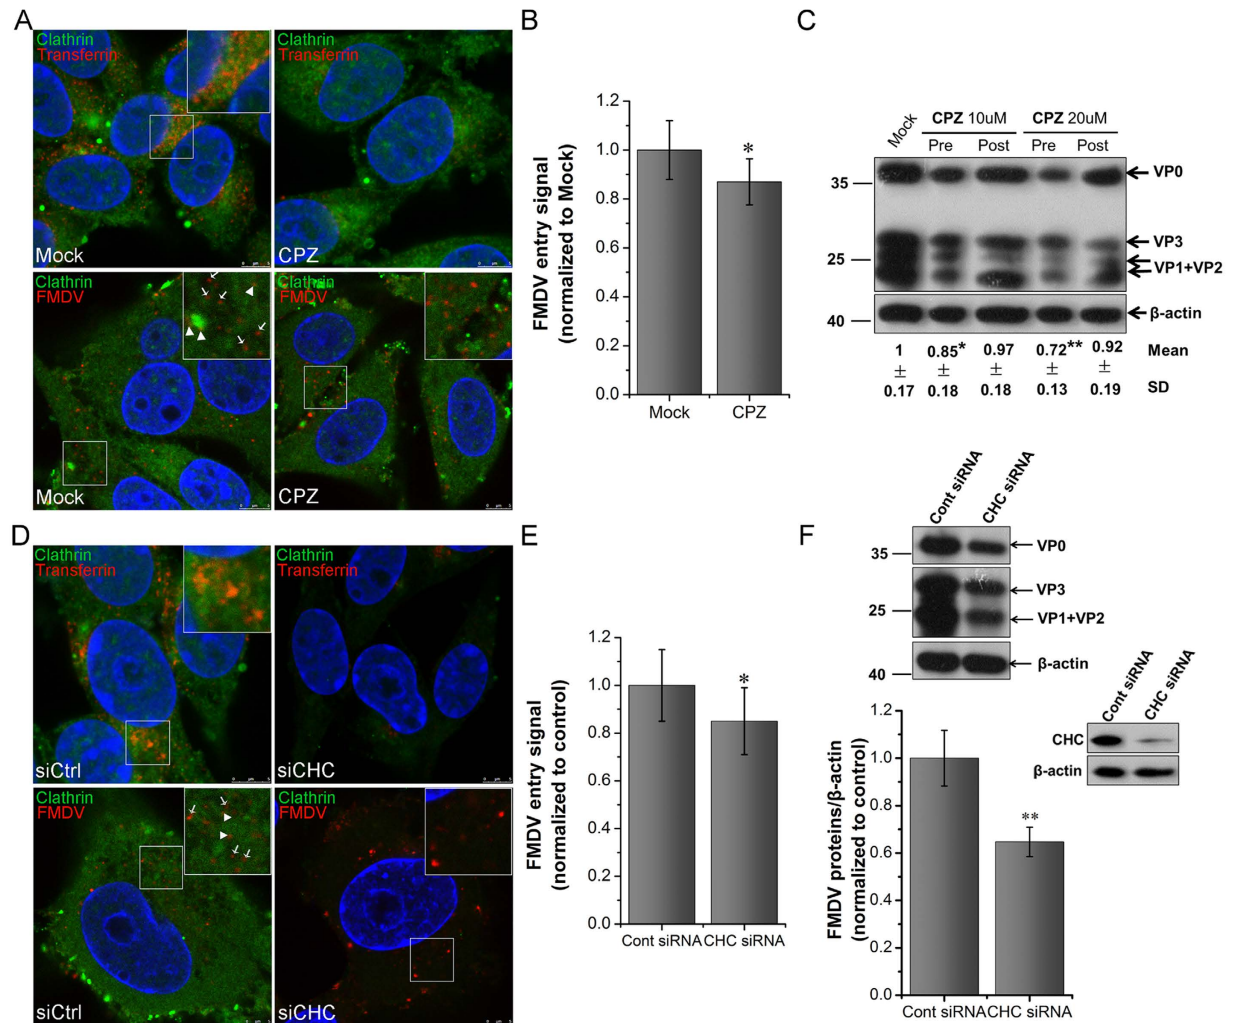 A
Clathrin
Transferrin
Mock
Clathrin
Transferrin
CPZ
Clathrin
FMDV
Mock
Clathrin
FMDV
CPZ
B
FMDV entry signal
(normalized to Mock)
1.2
1.0
0.8
0.6
0.4
0.2
0.0
*
Mock CPZ
C
Mock
CPZ 10uM CPZ 20uM
Pre Post Pre Post
35
25
40
VP0
VP3
VP1+VP2
β-actin
1 0.85* 0.97 0.72** 0.92 Mean
± ± ± ± ±
0.17 0.18 0.18 0.13 0.19 SD
D
Clathrin
Transferrin
siCtrl
Clathrin
Transferrin
siCHC
Clathrin
FMDV
siCtrl
Clathrin
FMDV
siCHC
E
FMDV entry signal
(normalized to control)
1.2
1.0
0.8
0.6
0.4
0.2
0.0
*
Cont siRNA CHC siRNA
F
Cont siRNA
CHC siRNA
35
25
40
VP0
VP3
VP1+VP2
β-actin
Cont siRNA
CHC siRNA
CHC
β-actin
FMDV proteins/β-actin
(normalized to control)
1.2
1.0
0.8
0.6
0.4
0.2
0.0
**
Cont siRNA CHC siRNA